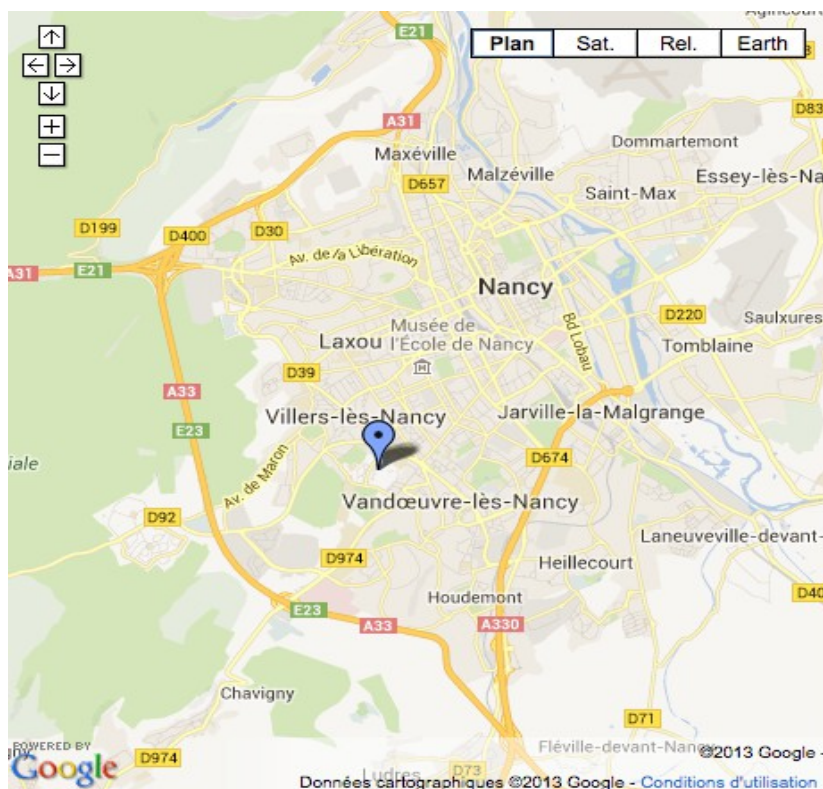 Agincourt
E21
Plan Sat. Rel. Earth
D83
A31
Maxéville
Dommartemont
Malzéville
D657
Essey-lès-Na
Saint-Max
D199
D400
D30
Av. de la Libération
A31
E21
Nancy
D220
Saulxures
Musée de
l'École de Nancy
Bd Lobau
Laxou
Tomblaine
D39
A33
Villers-lès-Nancy
Jarville-la-Malgrange
E23
iale
Av. de Maron
D674
Vandœuvre-lès-Nancy
D92
Laneuveville-devant-
D974
Heillecourt
Houdemont
D40
E23
A33
A330
Chavigny
D71
POWERED BY
Google
D974
Fléville-devant-Nancy
©2013 Google -
Ludres
D73
Données cartographiques ©2013 Google - Conditions d'utilisation